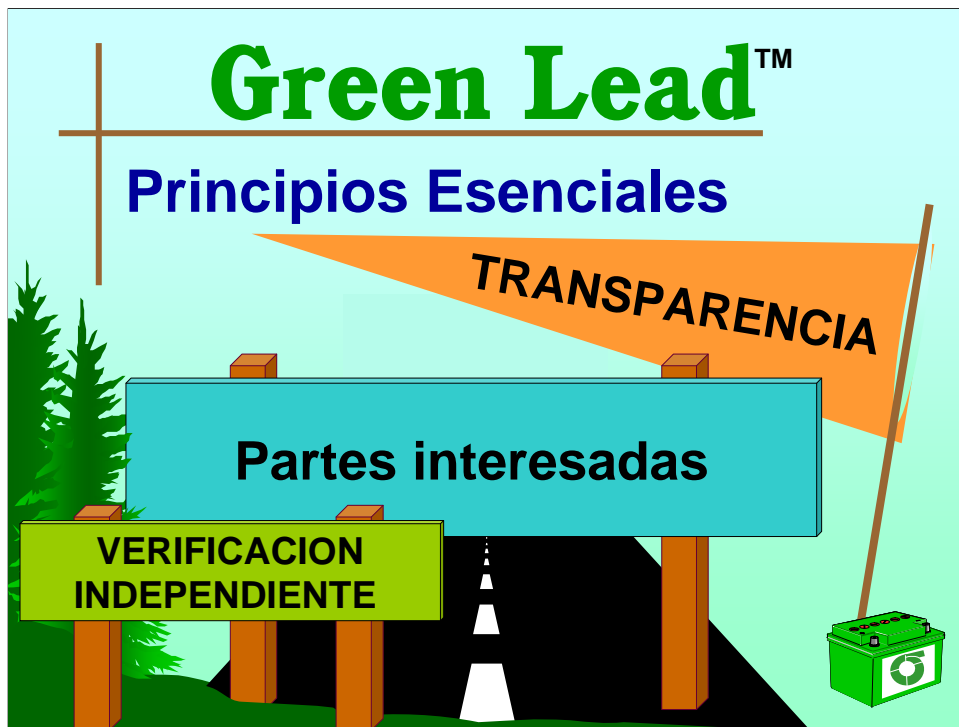 Green Lead™
Principios Esenciales
TRANSPARENCIA
Partes interesadas
VERIFICACION
INDEPENDIENTE